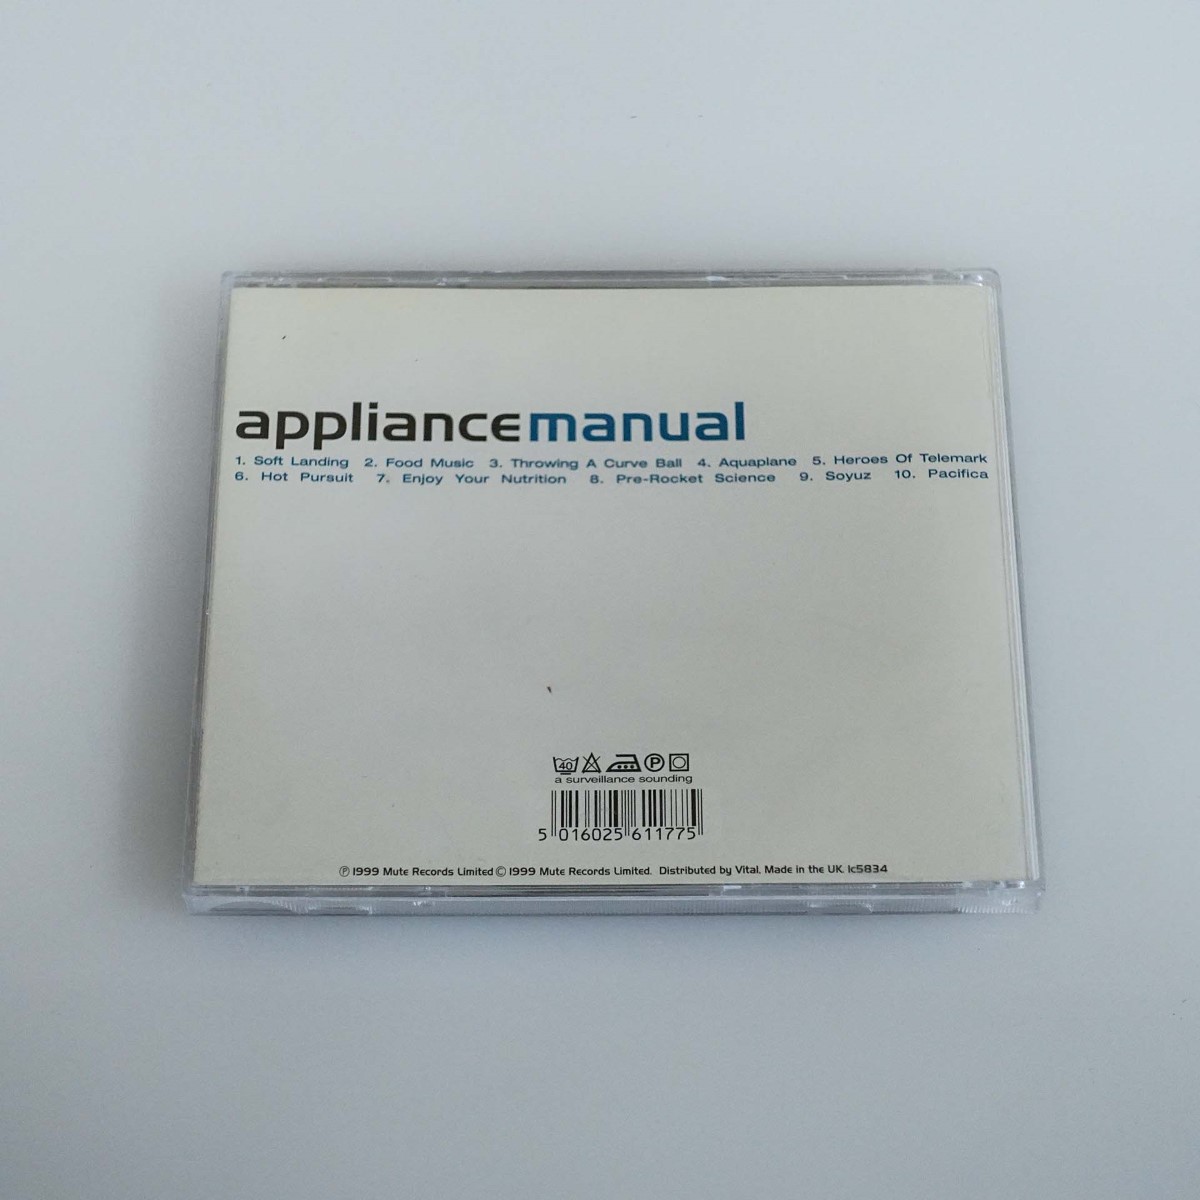 appliancemanual
1. Soft Landing 2. Food Music 3. Throwing A Curve Ball 4. Aquaplane 5. Heroes Of Telemark
6. Hot Pursuit 7. Enjoy Your Nutrition 8. Pre-Rocket Science 9. Soyuz 10. Pacifica
40 P
a surveillance sounding
5 016025 611775
℗ 1999 Mute Records Limited © 1999 Mute Records Limited. Distributed by Vital. Made in the UK. lc5834